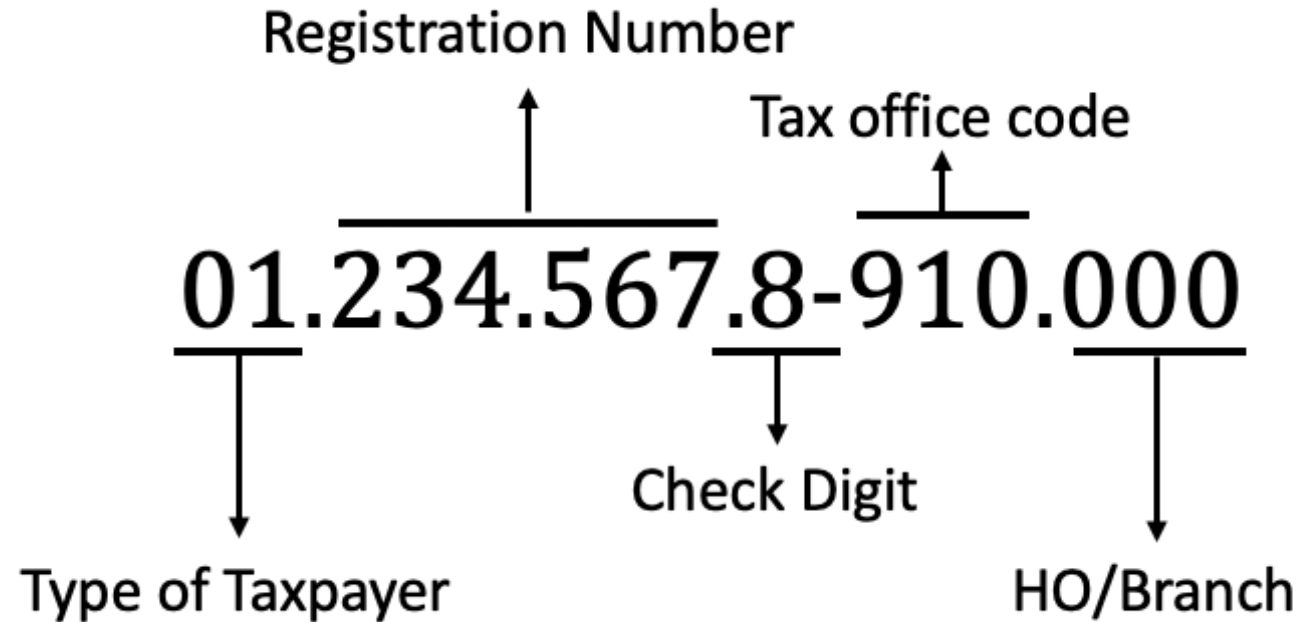 Registration Number
Tax office code
01.234.567.8-910.000
Check Digit
Type of Taxpayer
HO/Branch